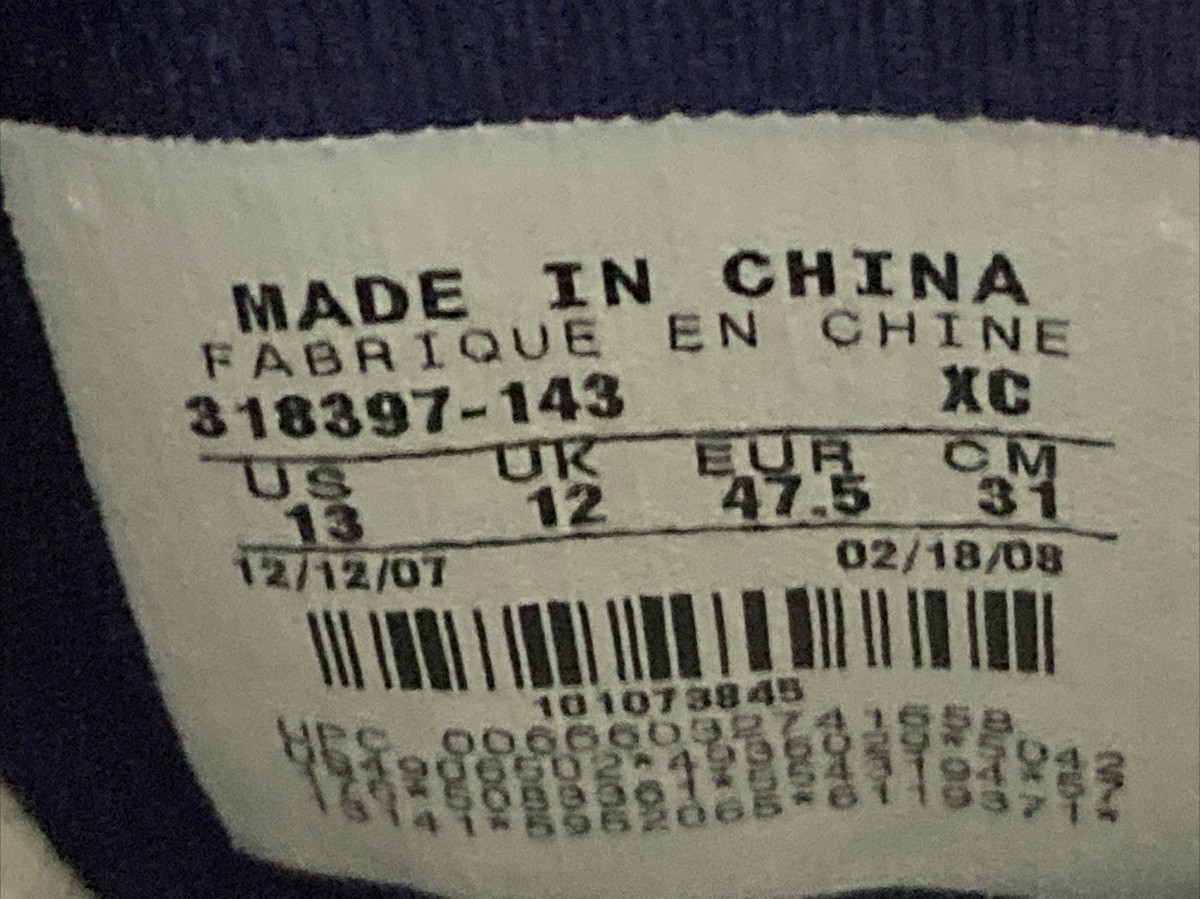 MADE IN CHINA
FABRIQUE EN CHINE
318397-143 XC
US UK EUR CM
13 12 47.5 31
12/12/07 02/18/08
101073845
UPC